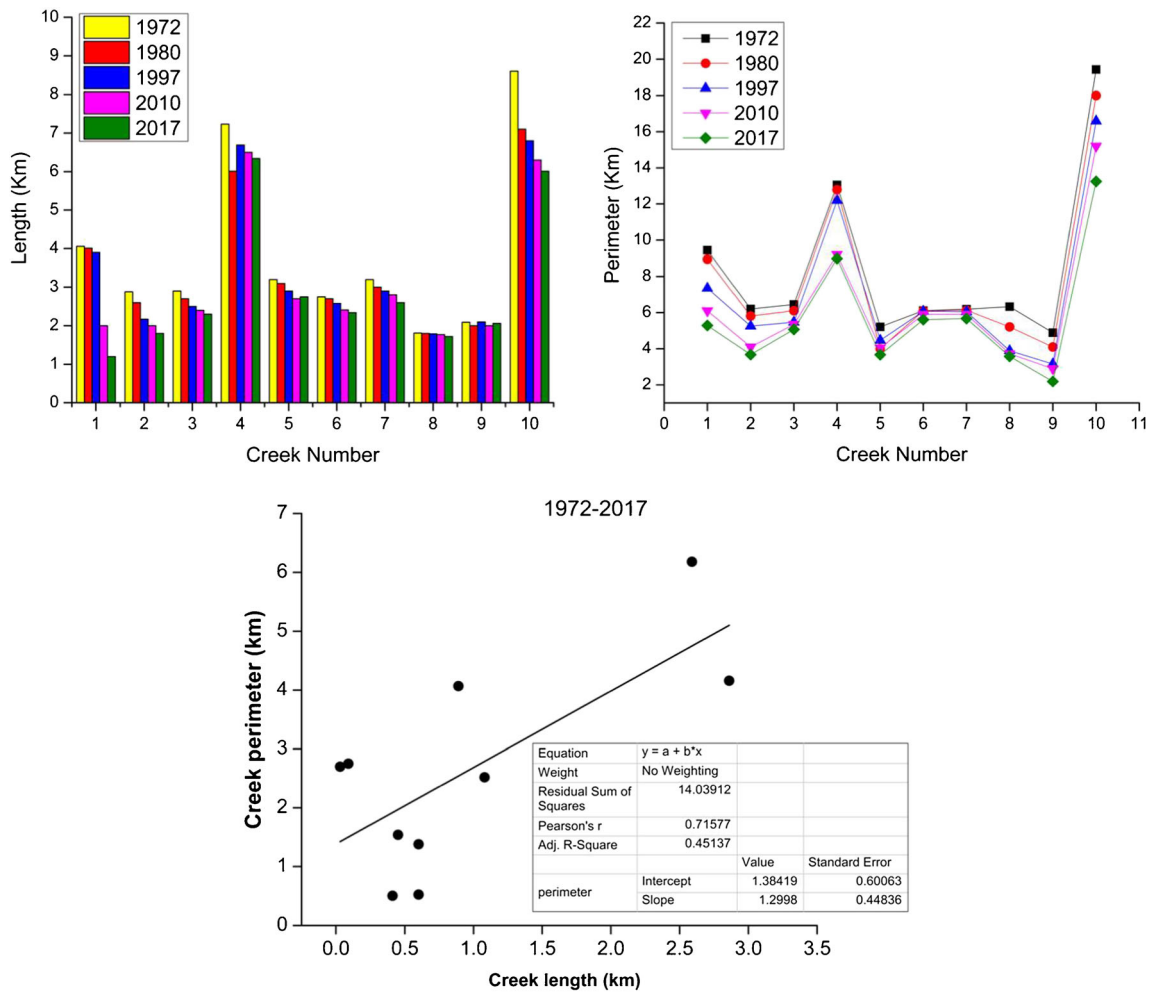 10
9
8
7
6
5
4
3
2
1
0
Length (Km)
1972
1980
1997
2010
2017
1 2 3 4 5 6 7 8 9 10
Creek Number
22
20
18
16
14
12
10
8
6
4
2
Perimeter (Km)
1972
1980
1997
2010
2017
0 1 2 3 4 5 6 7 8 9 10 11
Creek Number
1972-2017
7
6
5
4
3
2
1
0
Creek perimeter (km)
Equation y = a + b*x
Weight No Weighting
Residual Sum of 14.03912
Squares
Pearson's r 0.71577
Adj. R-Square 0.45137
Value Standard Error
perimeter
Intercept 1.38419 0.60063
Slope 1.2998 0.44836
0.0 0.5 1.0 1.5 2.0 2.5 3.0 3.5
Creek length (km)